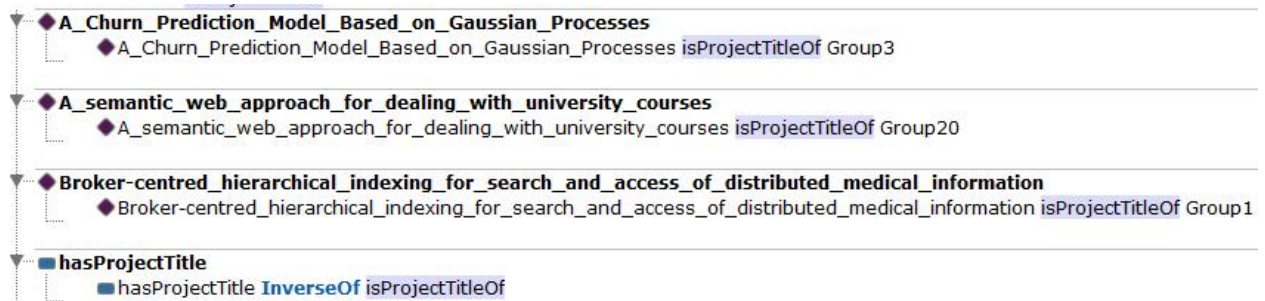 A_Churn_Prediction_Model_Based_on_Gaussian_Processes
A_Churn_Prediction_Model_Based_on_Gaussian_Processes isProjectTitleOf Group3
A_semantic_web_approach_for_dealing_with_university_courses
A_semantic_web_approach_for_dealing_with_university_courses isProjectTitleOf Group20
Broker-centred_hierarchical_indexing_for_search_and_access_of_distributed_medical_information
Broker-centred_hierarchical_indexing_for_search_and_access_of_distributed_medical_information isProjectTitleOf Group1
hasProjectTitle
hasProjectTitle InverseOf isProjectTitleOf